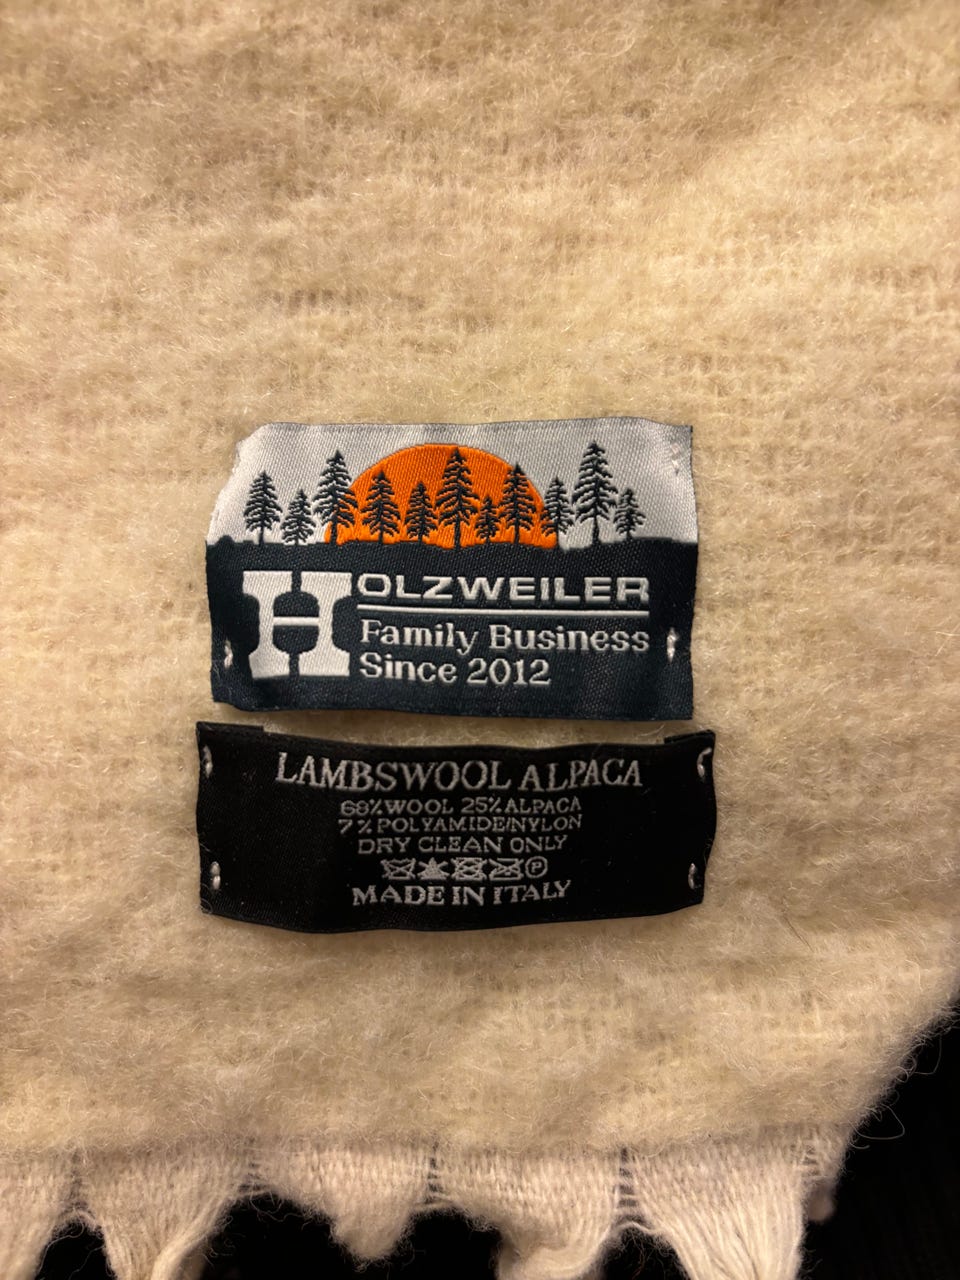 HOLZWEILER
Family Business
Since 2012
LAMBSWOOL ALPACA
68% WOOL 25% ALPACA
7% POLYAMIDE/NYLON
DRY CLEAN ONLY
P
MADE IN ITALY